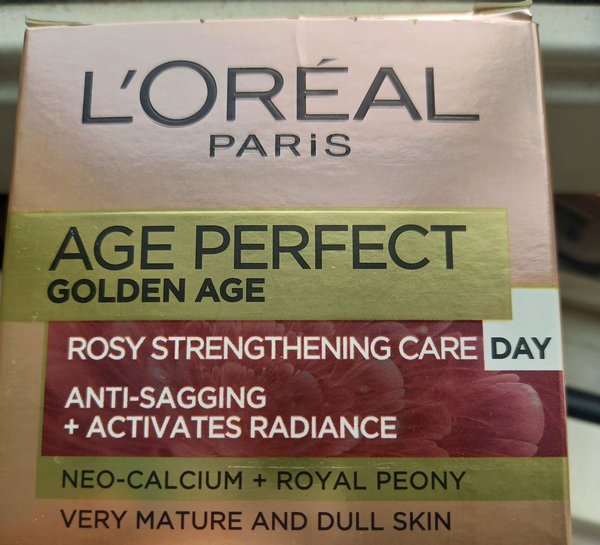 L'ORÉAL
PARiS
AGE PERFECT
GOLDEN AGE
ROSY STRENGTHENING CARE DAY
ANTI-SAGGING
+ ACTIVATES RADIANCE
NEO-CALCIUM + ROYAL PEONY
VERY MATURE AND DULL SKIN